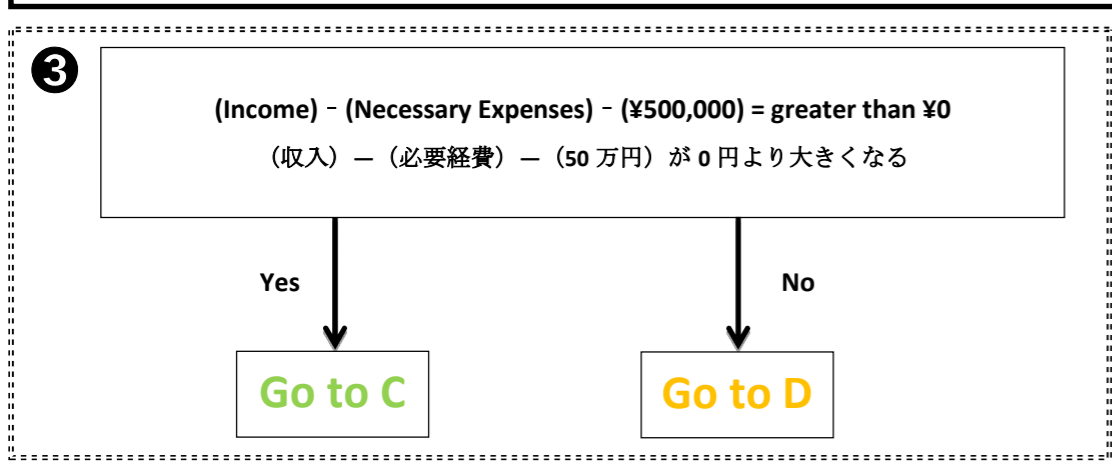 ❸
(Income) – (Necessary Expenses) – (¥500,000) = greater than ¥0
（収入）―（必要経費）―（50 万円）が 0 円より大きくなる
Yes
No
Go to C
Go to D